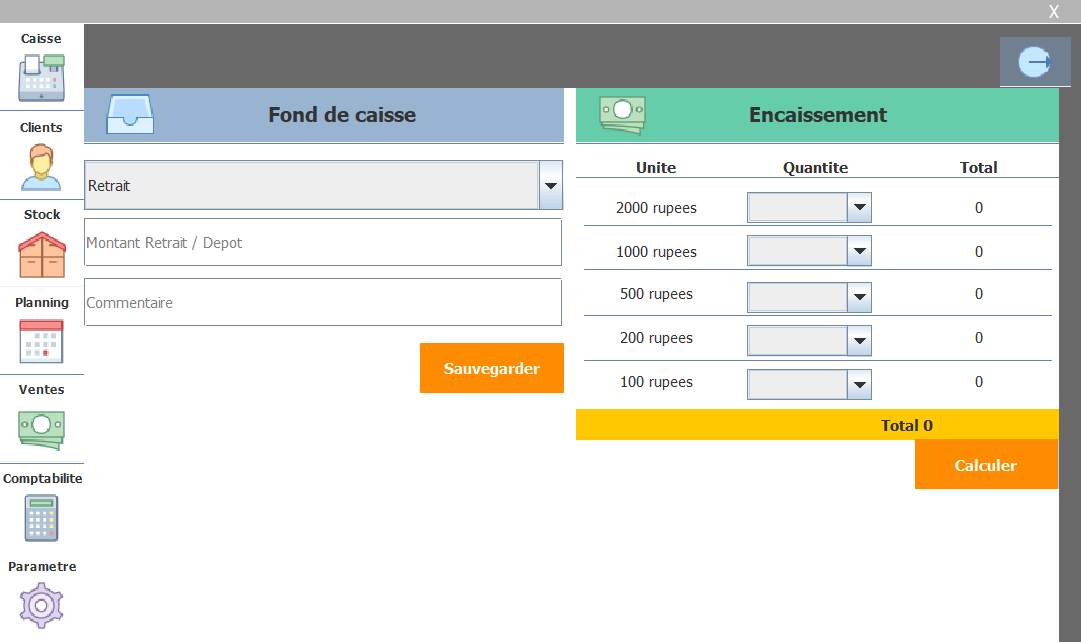 X
Caisse
Clients
Stock
Planning
Ventes
Comptabilite
Parametre
Fond de caisse
Retrait
Montant Retrait / Depot
Commentaire
Sauvegarder
Encaissement
Unite Quantite Total
2000 rupees 0
1000 rupees 0
500 rupees 0
200 rupees 0
100 rupees 0
Total 0
Calculer